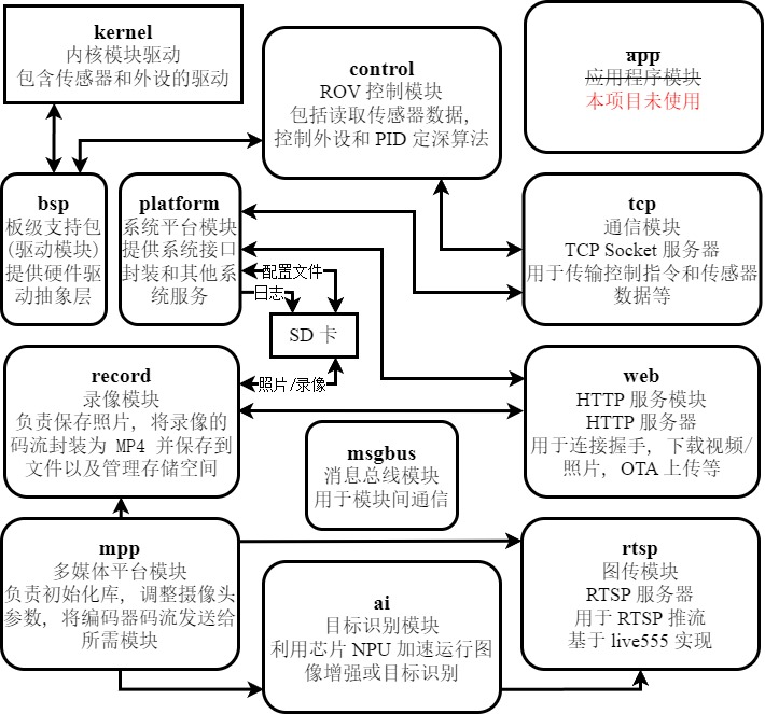 kernel
内核模块驱动
包含传感器和外设的驱动
control
ROV 控制模块
包括读取传感器数据,
控制外设和 PID 定深算法
app
应用程序模块
本项目未使用
bsp
板级支持包
(驱动模块)
提供硬件驱
动抽象层
platform
系统平台模块
提供系统接口
封装和其他系
统服务
配置文件
日志
SD 卡
照片/录像
tcp
通信模块
TCP Socket 服务器
用于传输控制指令和传感器
数据等
record
录像模块
负责保存照片, 将录像的
码流封装为 MP4 并保存到
文件以及管理存储空间
msgbus
消息总线模块
用于模块间通信
web
HTTP 服务模块
HTTP 服务器
用于连接握手, 下载视频/
照片, OTA 上传等
mpp
多媒体平台模块
负责初始化库, 调整摄像头
参数, 将编码器码流发送给
所需模块
ai
目标识别模块
利用芯片 NPU 加速运行图
像增强或目标识别
rtsp
图传模块
RTSP 服务器
用于 RTSP 推流
基于 live555 实现